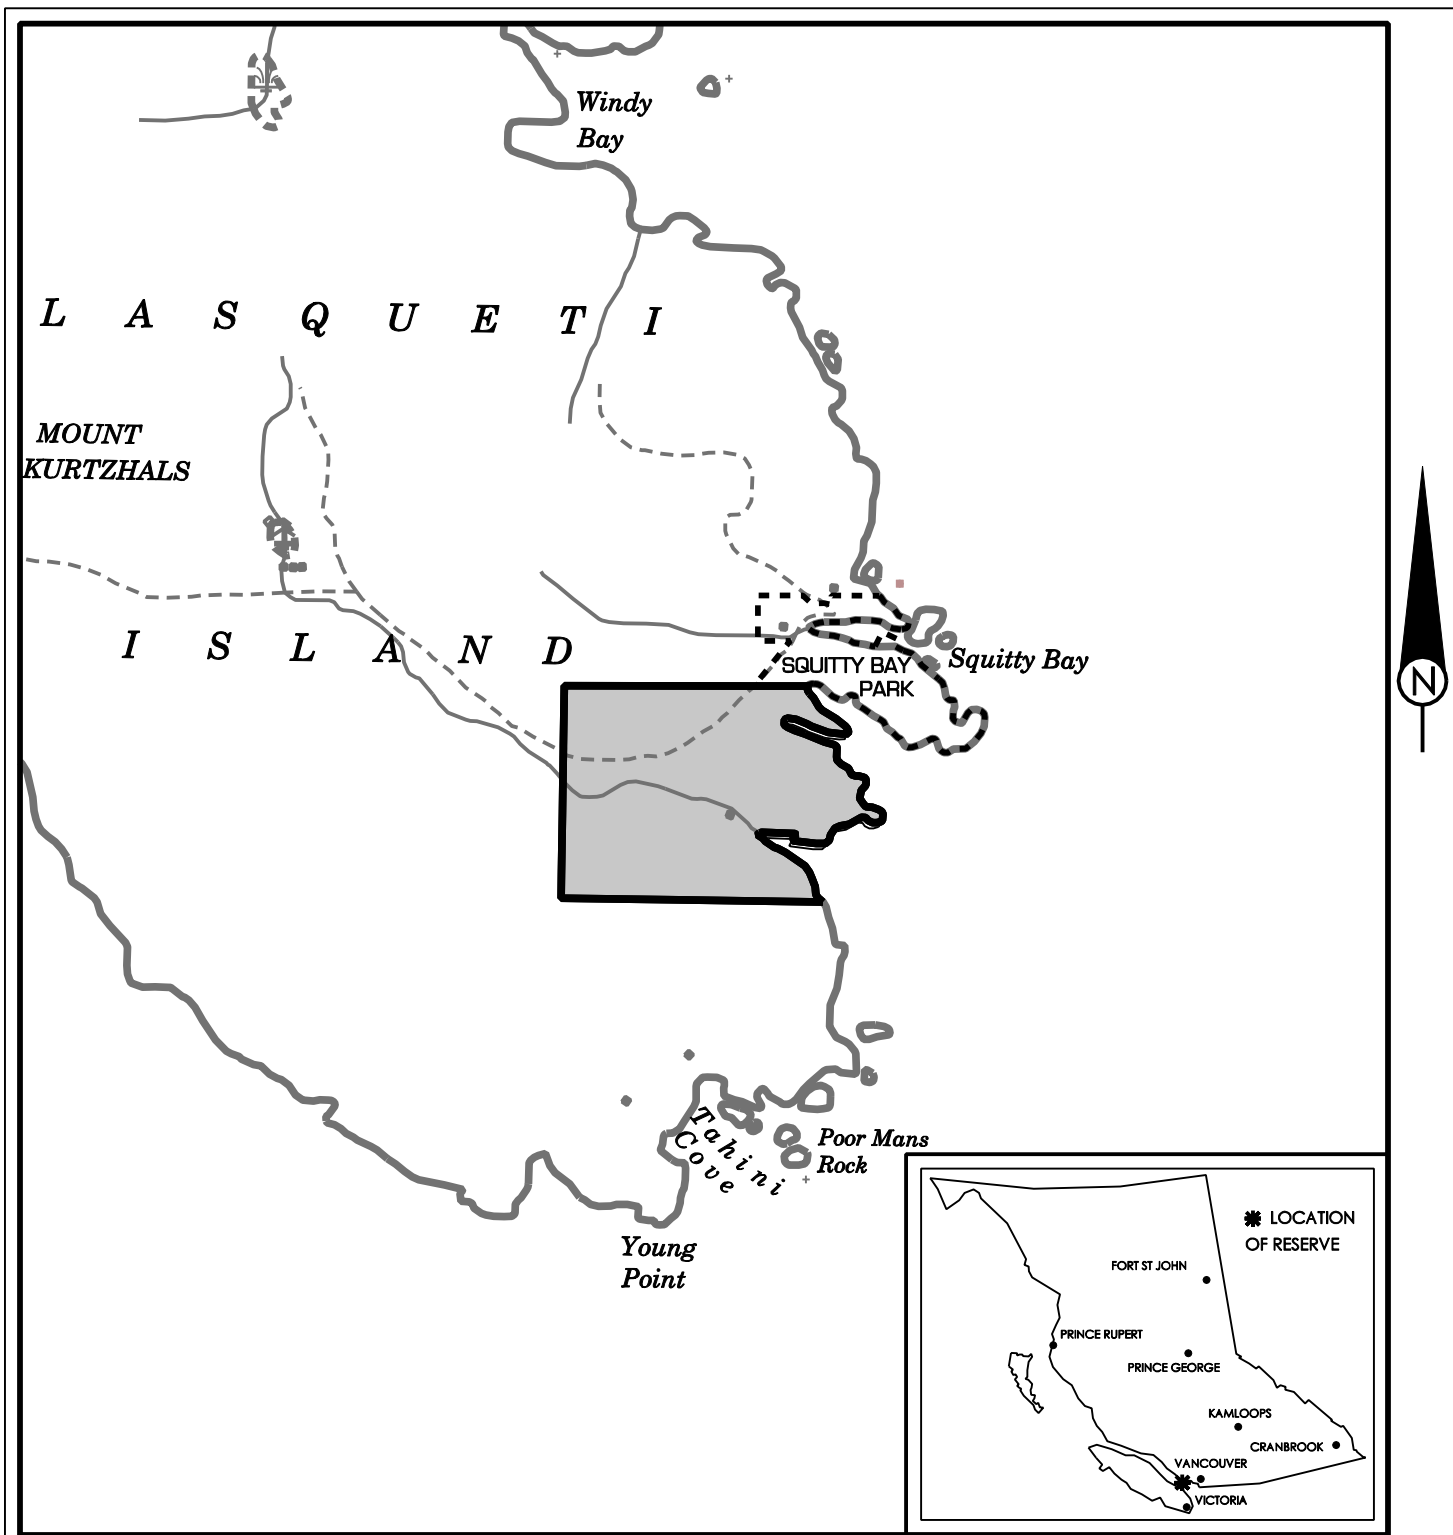 Windy
Bay
L A S Q U E T I
MOUNT
KURTZHALS
I S L A N D
SQUITTY BAY
PARK
Squitty Bay
N
Tahini
Cove
Poor Mans
Rock
Young
Point
LOCATION
OF RESERVE
FORT ST JOHN
PRINCE RUPERT
PRINCE GEORGE
KAMLOOPS
CRANBROOK
VANCOUVER
VICTORIA